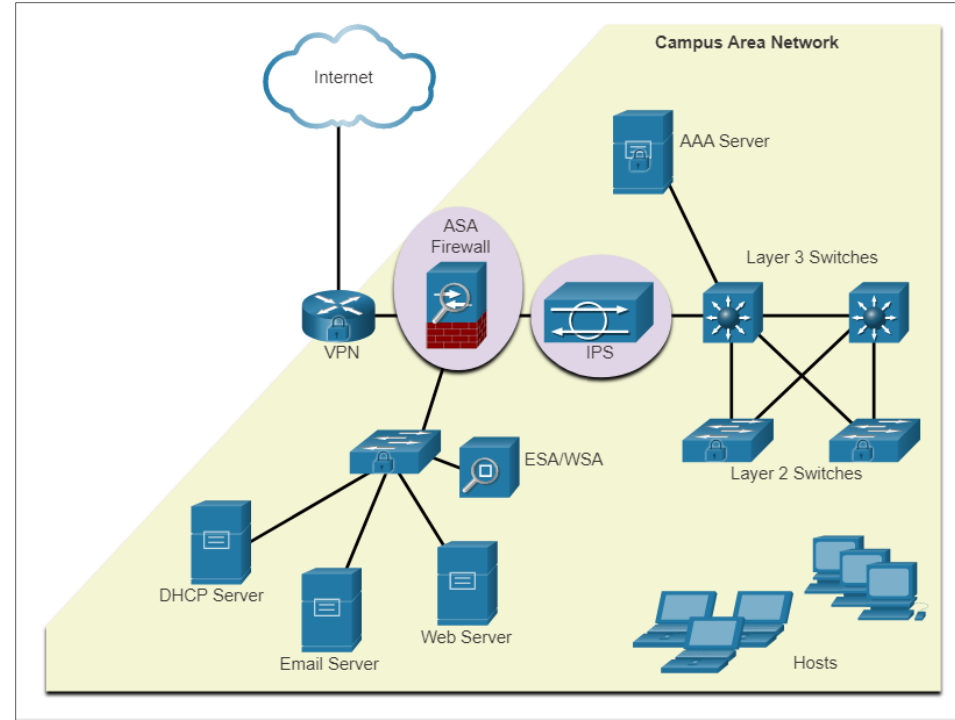 Campus Area Network
Internet
AAA Server
ASA
Firewall
Layer 3 Switches
VPN
IPS
ESA/WSA
Layer 2 Switches
DHCP Server
Web Server
Email Server
Hosts